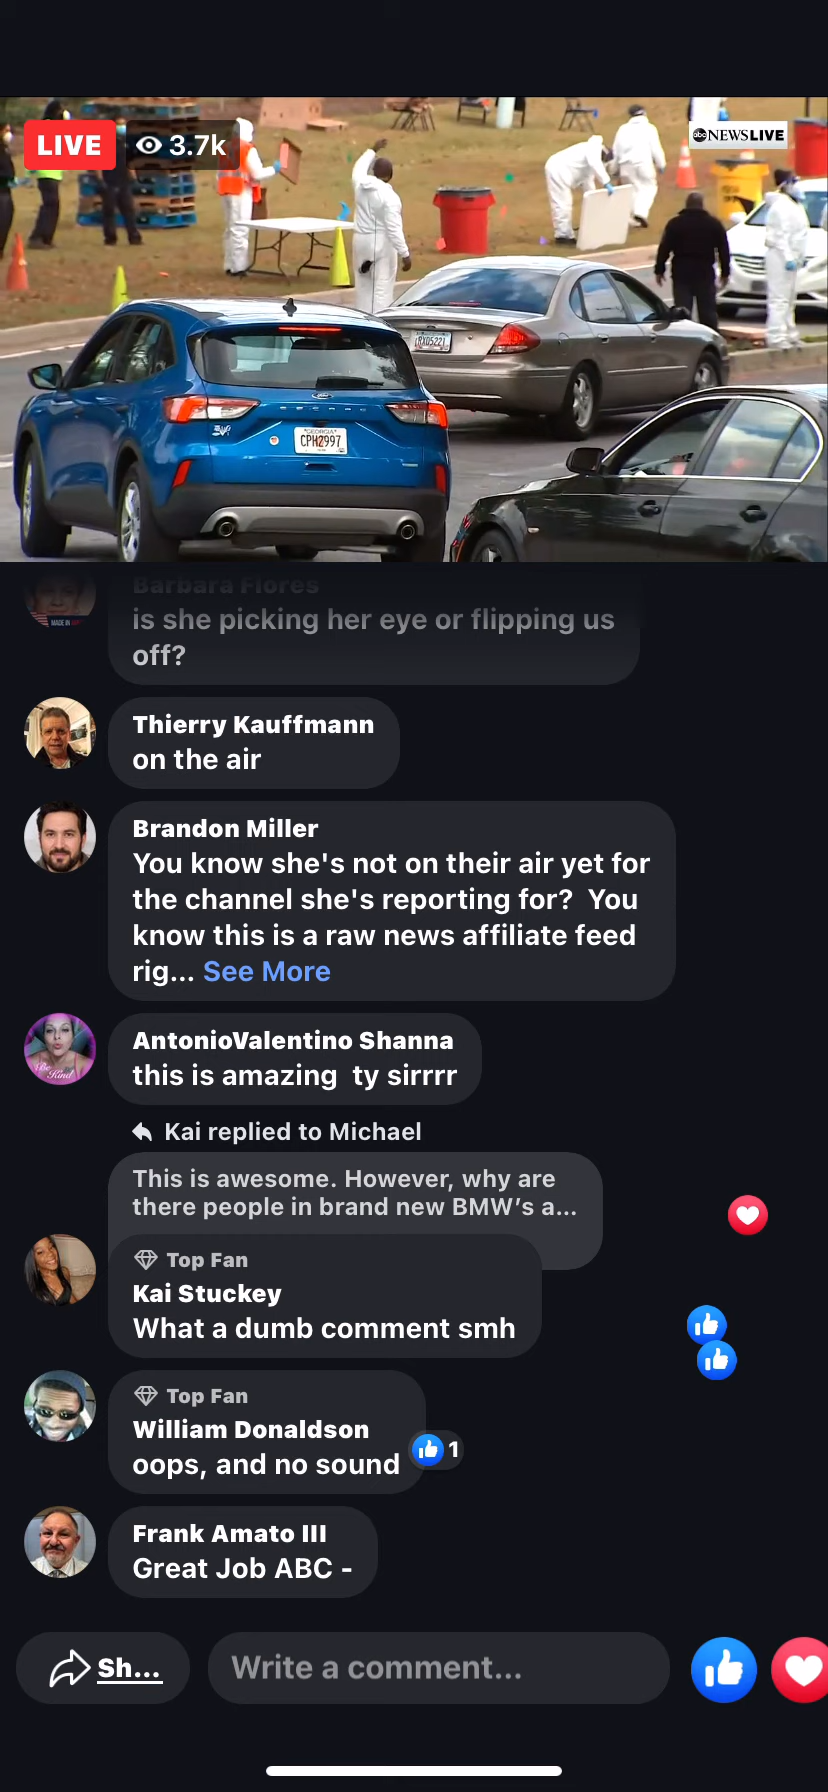 LIVE
3.7k
abc NEWS LIVE
RXD5221
GEORGIA
CPH2997
Barbara Flores
is she picking her eye or flipping us
off?
MADE IN
Thierry Kauffmann
on the air
Brandon Miller
You know she's not on their air yet for
the channel she's reporting for? You
know this is a raw news affiliate feed
rig... See More
AntonioValentino Shanna
this is amazing ty sirrrr
Be
Kind
Kai replied to Michael
This is awesome. However, why are
there people in brand new BMW’s a...
Top Fan
Kai Stuckey
What a dumb comment smh
Top Fan
William Donaldson
oops, and no sound
1
Frank Amato III
Great Job ABC -
Sh...
Write a comment...